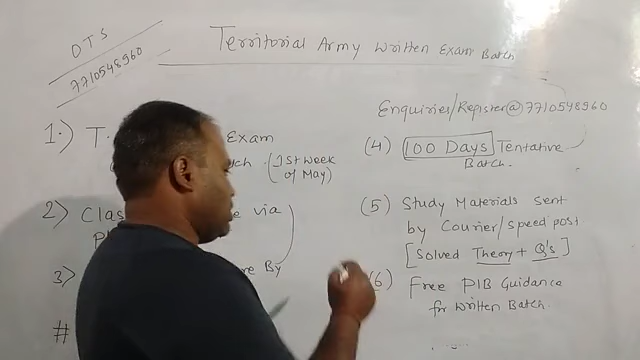 OTS
7710548960
Territorial Army Written Exam Batch
Enquiries/Register@7710548960
1.) T. Exam
(1st week
of May)
2) Clas via
3) By
#
(4) 100 Days Tentative
Batch.
(5) Study Materials sent
by Courier/Speed post
[Solved Theory + Q's]
(6) Free PIB Guidance
for Written Batch